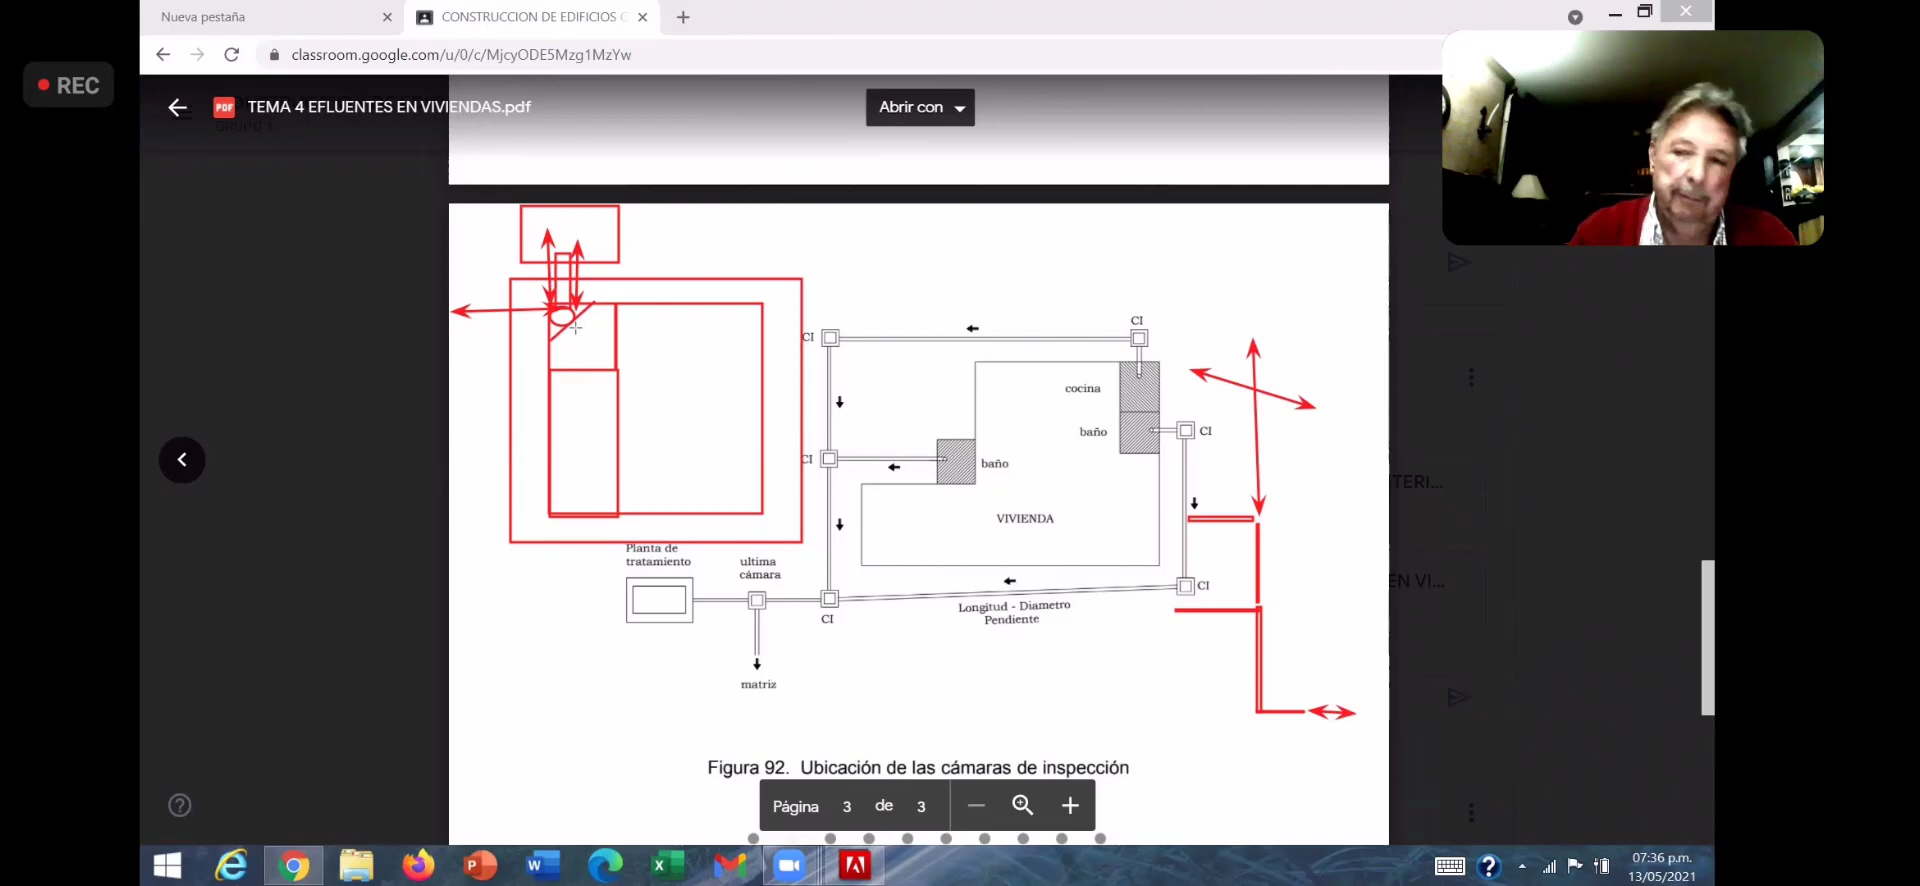 Nueva pestaña
CONSTRUCCION DE EDIFICIOS G
classroom.google.com/u/0/c/MjcyODE5Mzg1MzYw
REC
PDF TEMA 4 EFLUENTES EN VIVIENDAS.pdf
Abrir con
GRUPO 1
CI
CI
cocina
baño
CI
CI
baño
TERI...
VIVIENDA
Planta de
tratamiento
ultima
cámara
EN VI...
CI
Longitud - Diametro
Pendiente
CI
matriz
Figura 92. Ubicación de las cámaras de inspección
Página 3 de 3
07:36 p.m.
13/05/2021